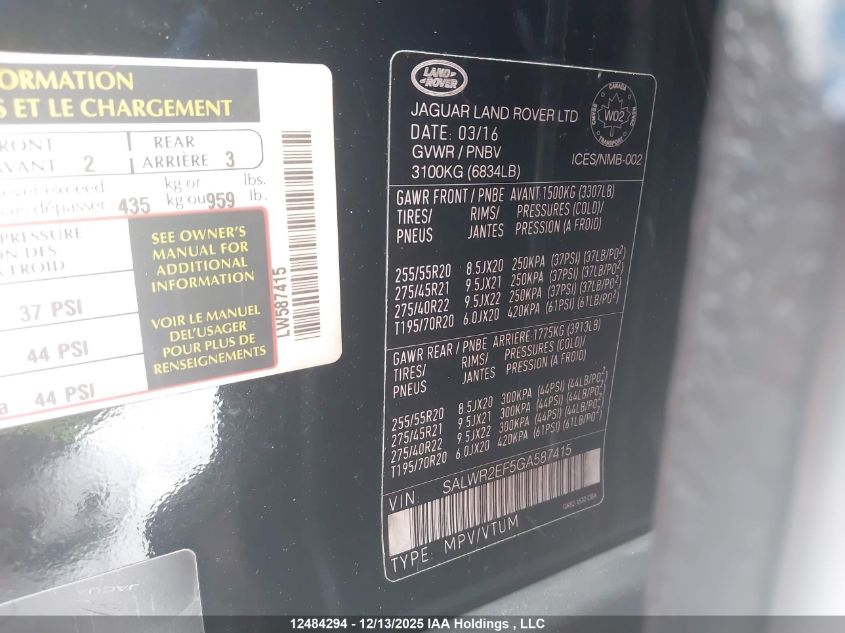 ORMATION
S ET LE CHARGEMENT
FRONT
AVANT 2
REAR
ARRIÈRE 3
never exceed
dépasser 435
kg or
kg ou 959
lbs.
lb.
PRESSURE
ON DES
A FROID
37 PSI
44 PSI
44 PSI
SEE OWNER'S
MANUAL FOR
ADDITIONAL
INFORMATION
VOIR LE MANUEL
DEL'USAGER
POUR PLUS DE
RENSEIGNEMENTS
LW587415
LAND
ROVER
JAGUAR LAND ROVER LTD
DATE: 03/16
GVWR / PNBV
3100KG (6834LB)
CANADA
W02
TRANSPORT
ICES/NMB-002
GAWR FRONT / PNBE AVANT 1500KG (3307LB)
TIRES/ RIMS/ PRESSURES (COLD)/
PNEUS JANTES PRESSION (A FROID)
255/55R20 8.5JX20 250KPA (37PSI) (37LB/PO²)
275/45R21 9.5JX21 250KPA (37PSI) (37LB/PO²)
275/40R22 9.5JX22 250KPA (37PSI) (37LB/PO²)
T195/70R20 6.0JX20 420KPA (61PSI) (61LB/PO²)
GAWR REAR / PNBE ARRIERE 1775KG (3913LB)
TIRES/ RIMS/ PRESSURES (COLD)/
PNEUS JANTES PRESSION (A FROID)
255/55R20 8.5JX20 300KPA (44PSI) (44LB/PO²)
275/45R21 9.5JX21 300KPA (44PSI) (44LB/PO²)
275/40R22 9.5JX22 300KPA (44PSI) (44LB/PO²)
T195/70R20 6.0JX20 420KPA (61PSI) (61LB/PO²)
VIN: SALWR2EF5GA587415
TYPE: MPV/VTUM
JAGUA
12484294 - 12/13/2025 IAA Holdings , LLC